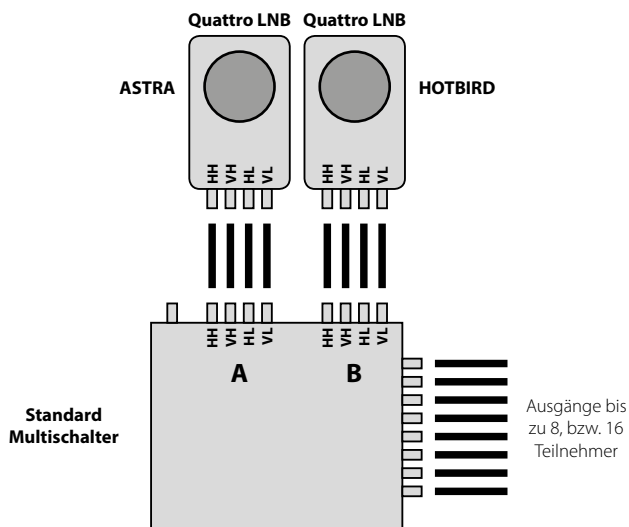 Quattro LNB Quattro LNB
ASTRA HOTBIRD
HH VH HL VL HH VH HL VL
HH VH HL VL HH VH HL VL
A B
Standard
Multischalter
Ausgänge bis
zu 8, bzw. 16
Teilnehmer